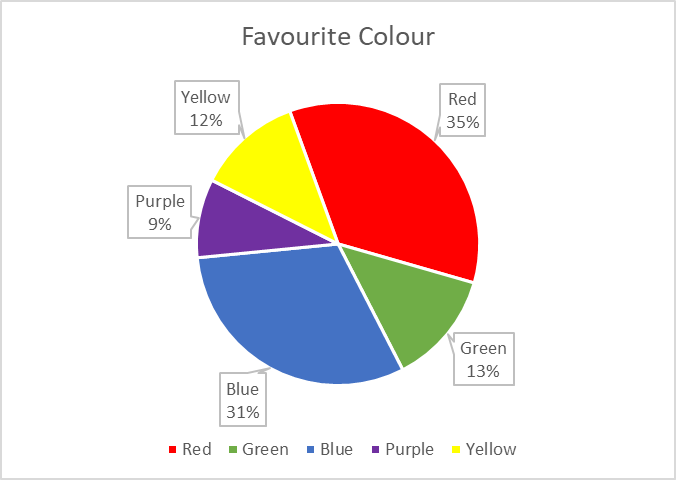 Favourite Colour
Yellow
12%
Red
35%
Purple
9%
Green
13%
Blue
31%
Red Green Blue Purple Yellow